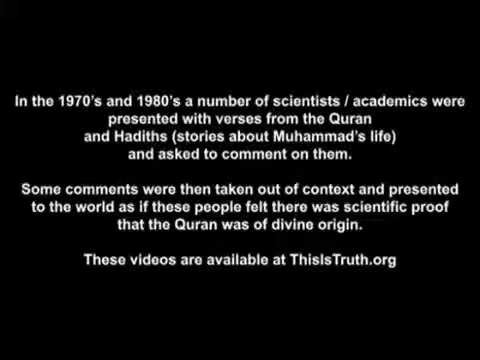 In the 1970's and 1980's a number of scientists / academics were
presented with verses from the Quran
and Hadiths (stories about Muhammad's life)
and asked to comment on them.
Some comments were then taken out of context and presented
to the world as if these people felt there was scientific proof
that the Quran was of divine origin.
These videos are available at ThisIsTruth.org